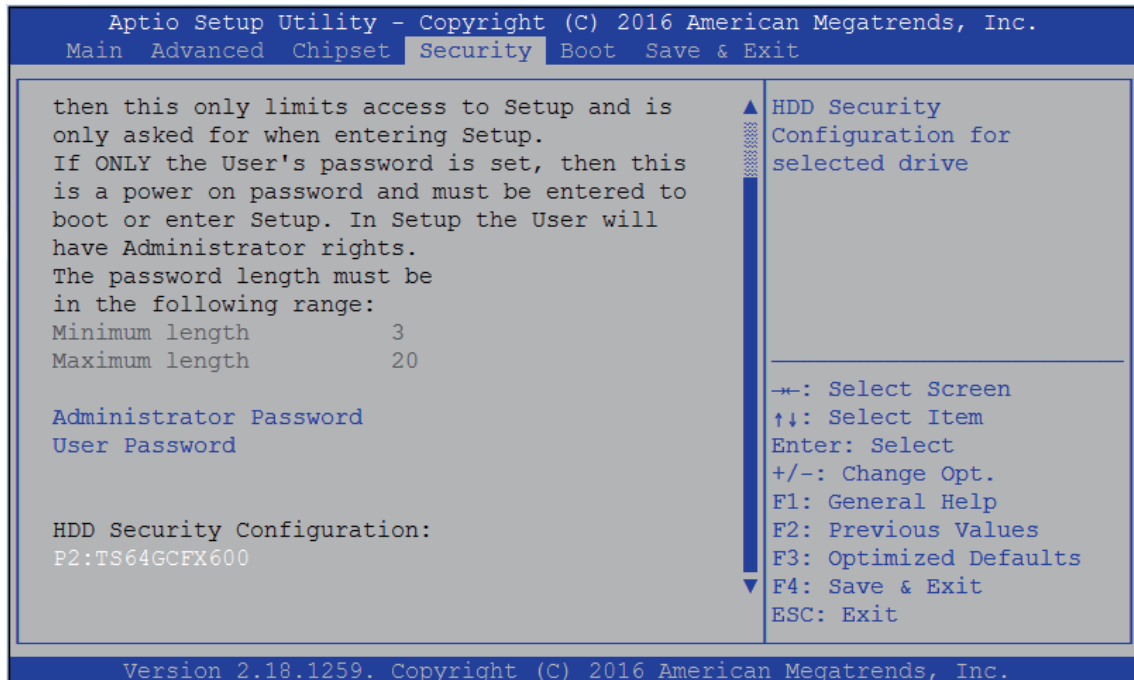 Aptio Setup Utility – Copyright (C) 2016 American Megatrends, Inc.
Main Advanced Chipset Security Boot Save & Exit
then this only limits access to Setup and is
only asked for when entering Setup.
If ONLY the User's password is set, then this
is a power on password and must be entered to
boot or enter Setup. In Setup the User will
have Administrator rights.
The password length must be
in the following range:
Minimum length 3
Maximum length 20
Administrator Password
User Password
HDD Security Configuration:
P2:TS64GCFX600
HDD Security
Configuration for
selected drive
→←: Select Screen
↑↓: Select Item
Enter: Select
+/–: Change Opt.
F1: General Help
F2: Previous Values
F3: Optimized Defaults
F4: Save & Exit
ESC: Exit
Version 2.18.1259. Copyright (C) 2016 American Megatrends, Inc.